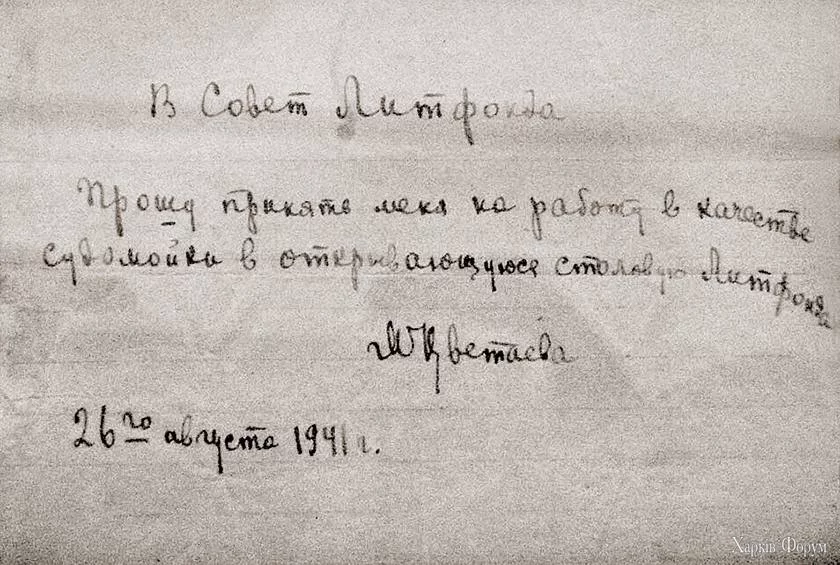 В Совет Литфонда
Прошу принять меня на работу в качестве
судомойки в открывающуюся столовую Литфонда
МЦветаева
26го августа 1941 г.
Харків Форум